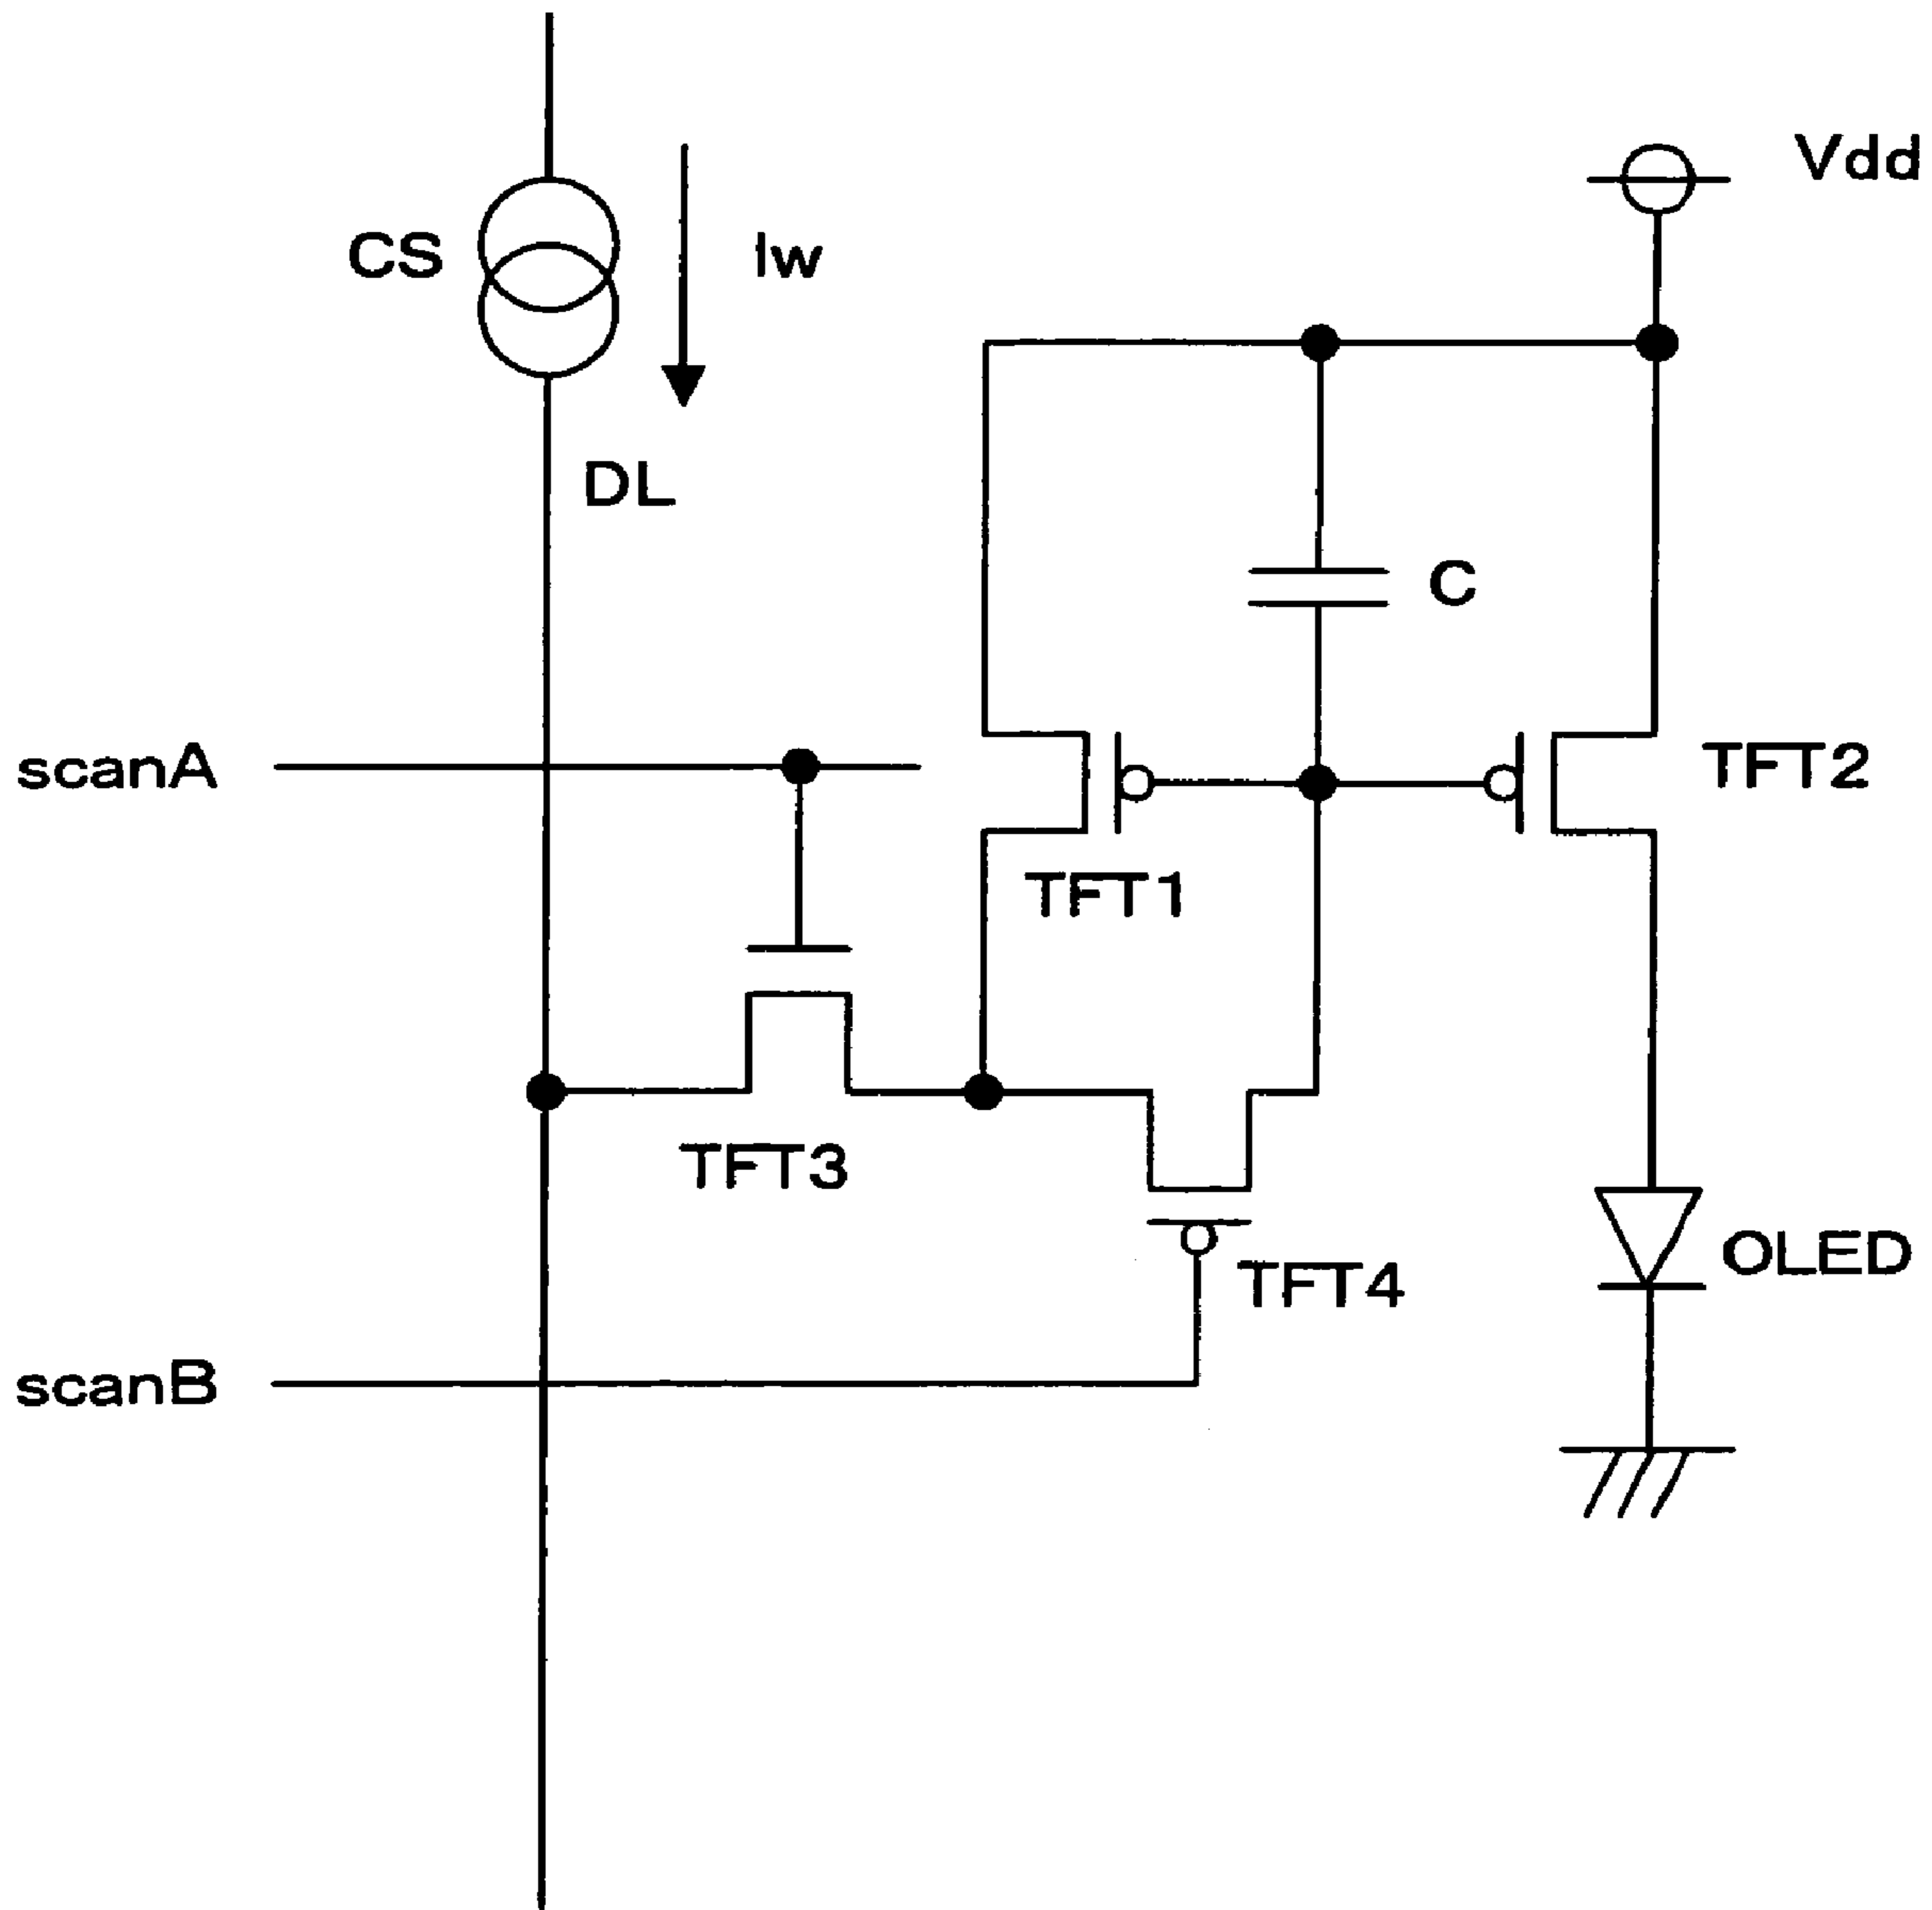 Vdd
CS
Iw
DL
C
scanA
TFT2
TFT1
TFT3
OLED
TFT4
scanB